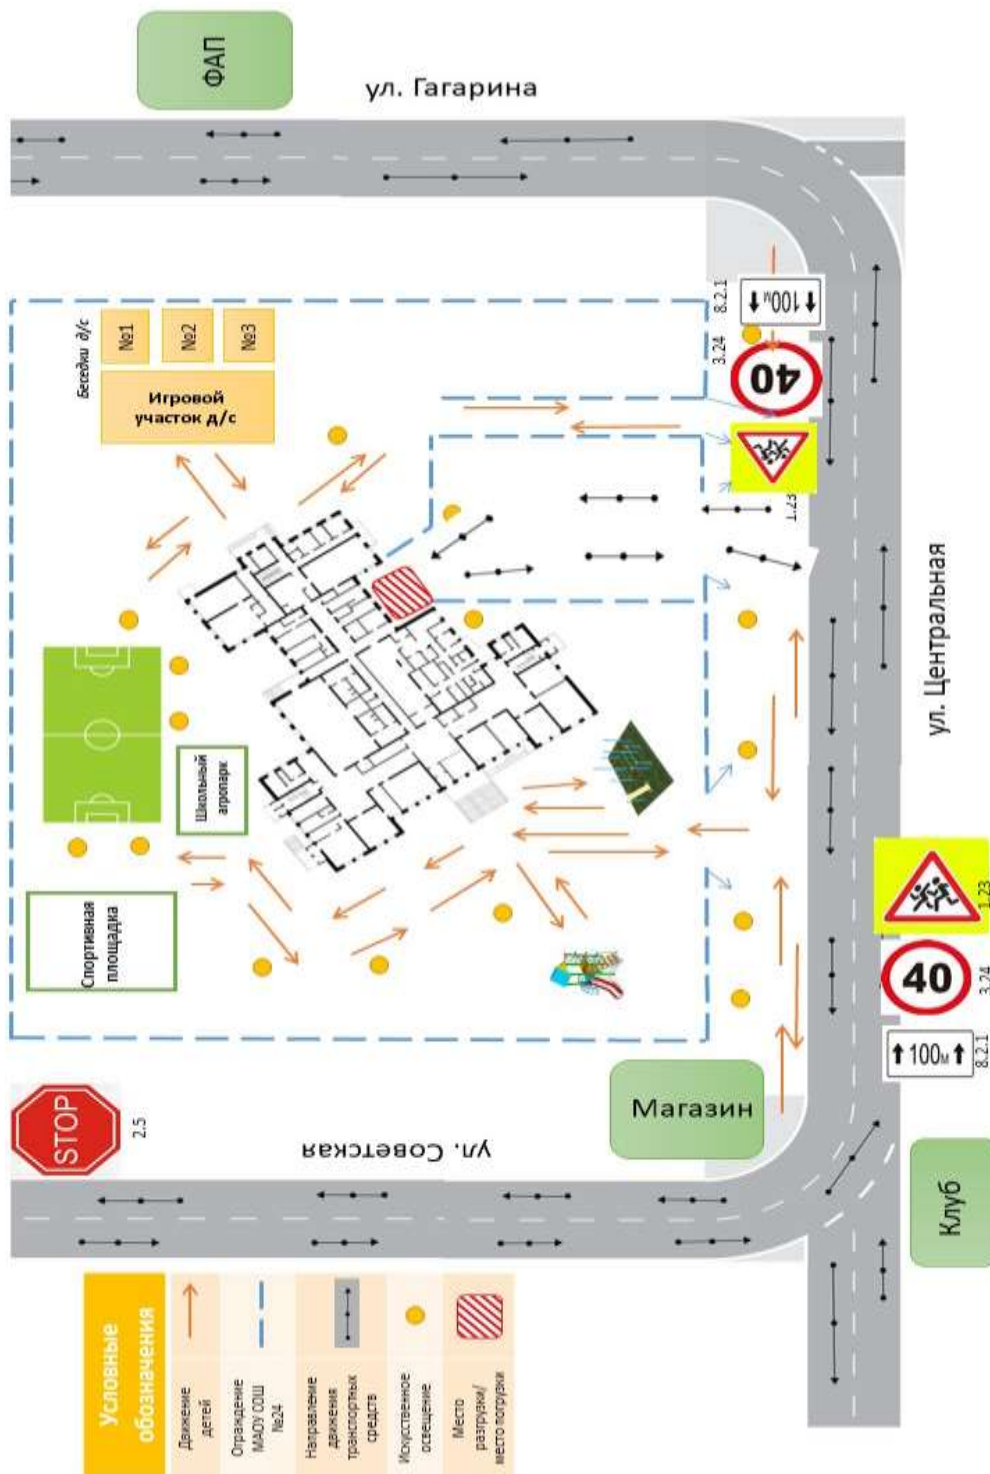 ФАП
ул. Гагарина
Беседки д/с
№1
№2
№3
Игровой
участок д/с
8.2.1
100м
3.24
40
1.23
ул. Центральная
Школьный
агропарк
Спортивная
площадка
1.23
40
3.24
100м
8.2.1
STOP
2.5
ул. Советская
Магазин
Клуб
Условные
обозначения
Движение
детей
Ограждение
МАОУ СОШ
№24
Направление
движения
транспортных
средств
Искусственное
освещение
Место
разгрузки/
место погрузки